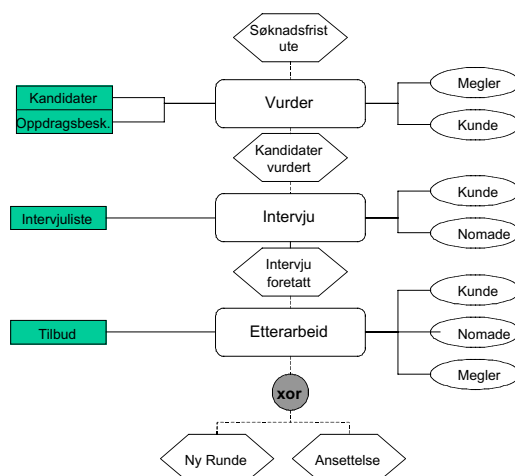 Søknadsfrist
ute
Kandidater
Oppdragsbesk.
Vurder
Megler
Kunde
Kandidater
vurdert
Intervjuliste
Intervju
Kunde
Nomade
Intervju
foretatt
Tilbud
Etterarbeid
Kunde
Nomade
Megler
xor
Ny Runde
Ansettelse